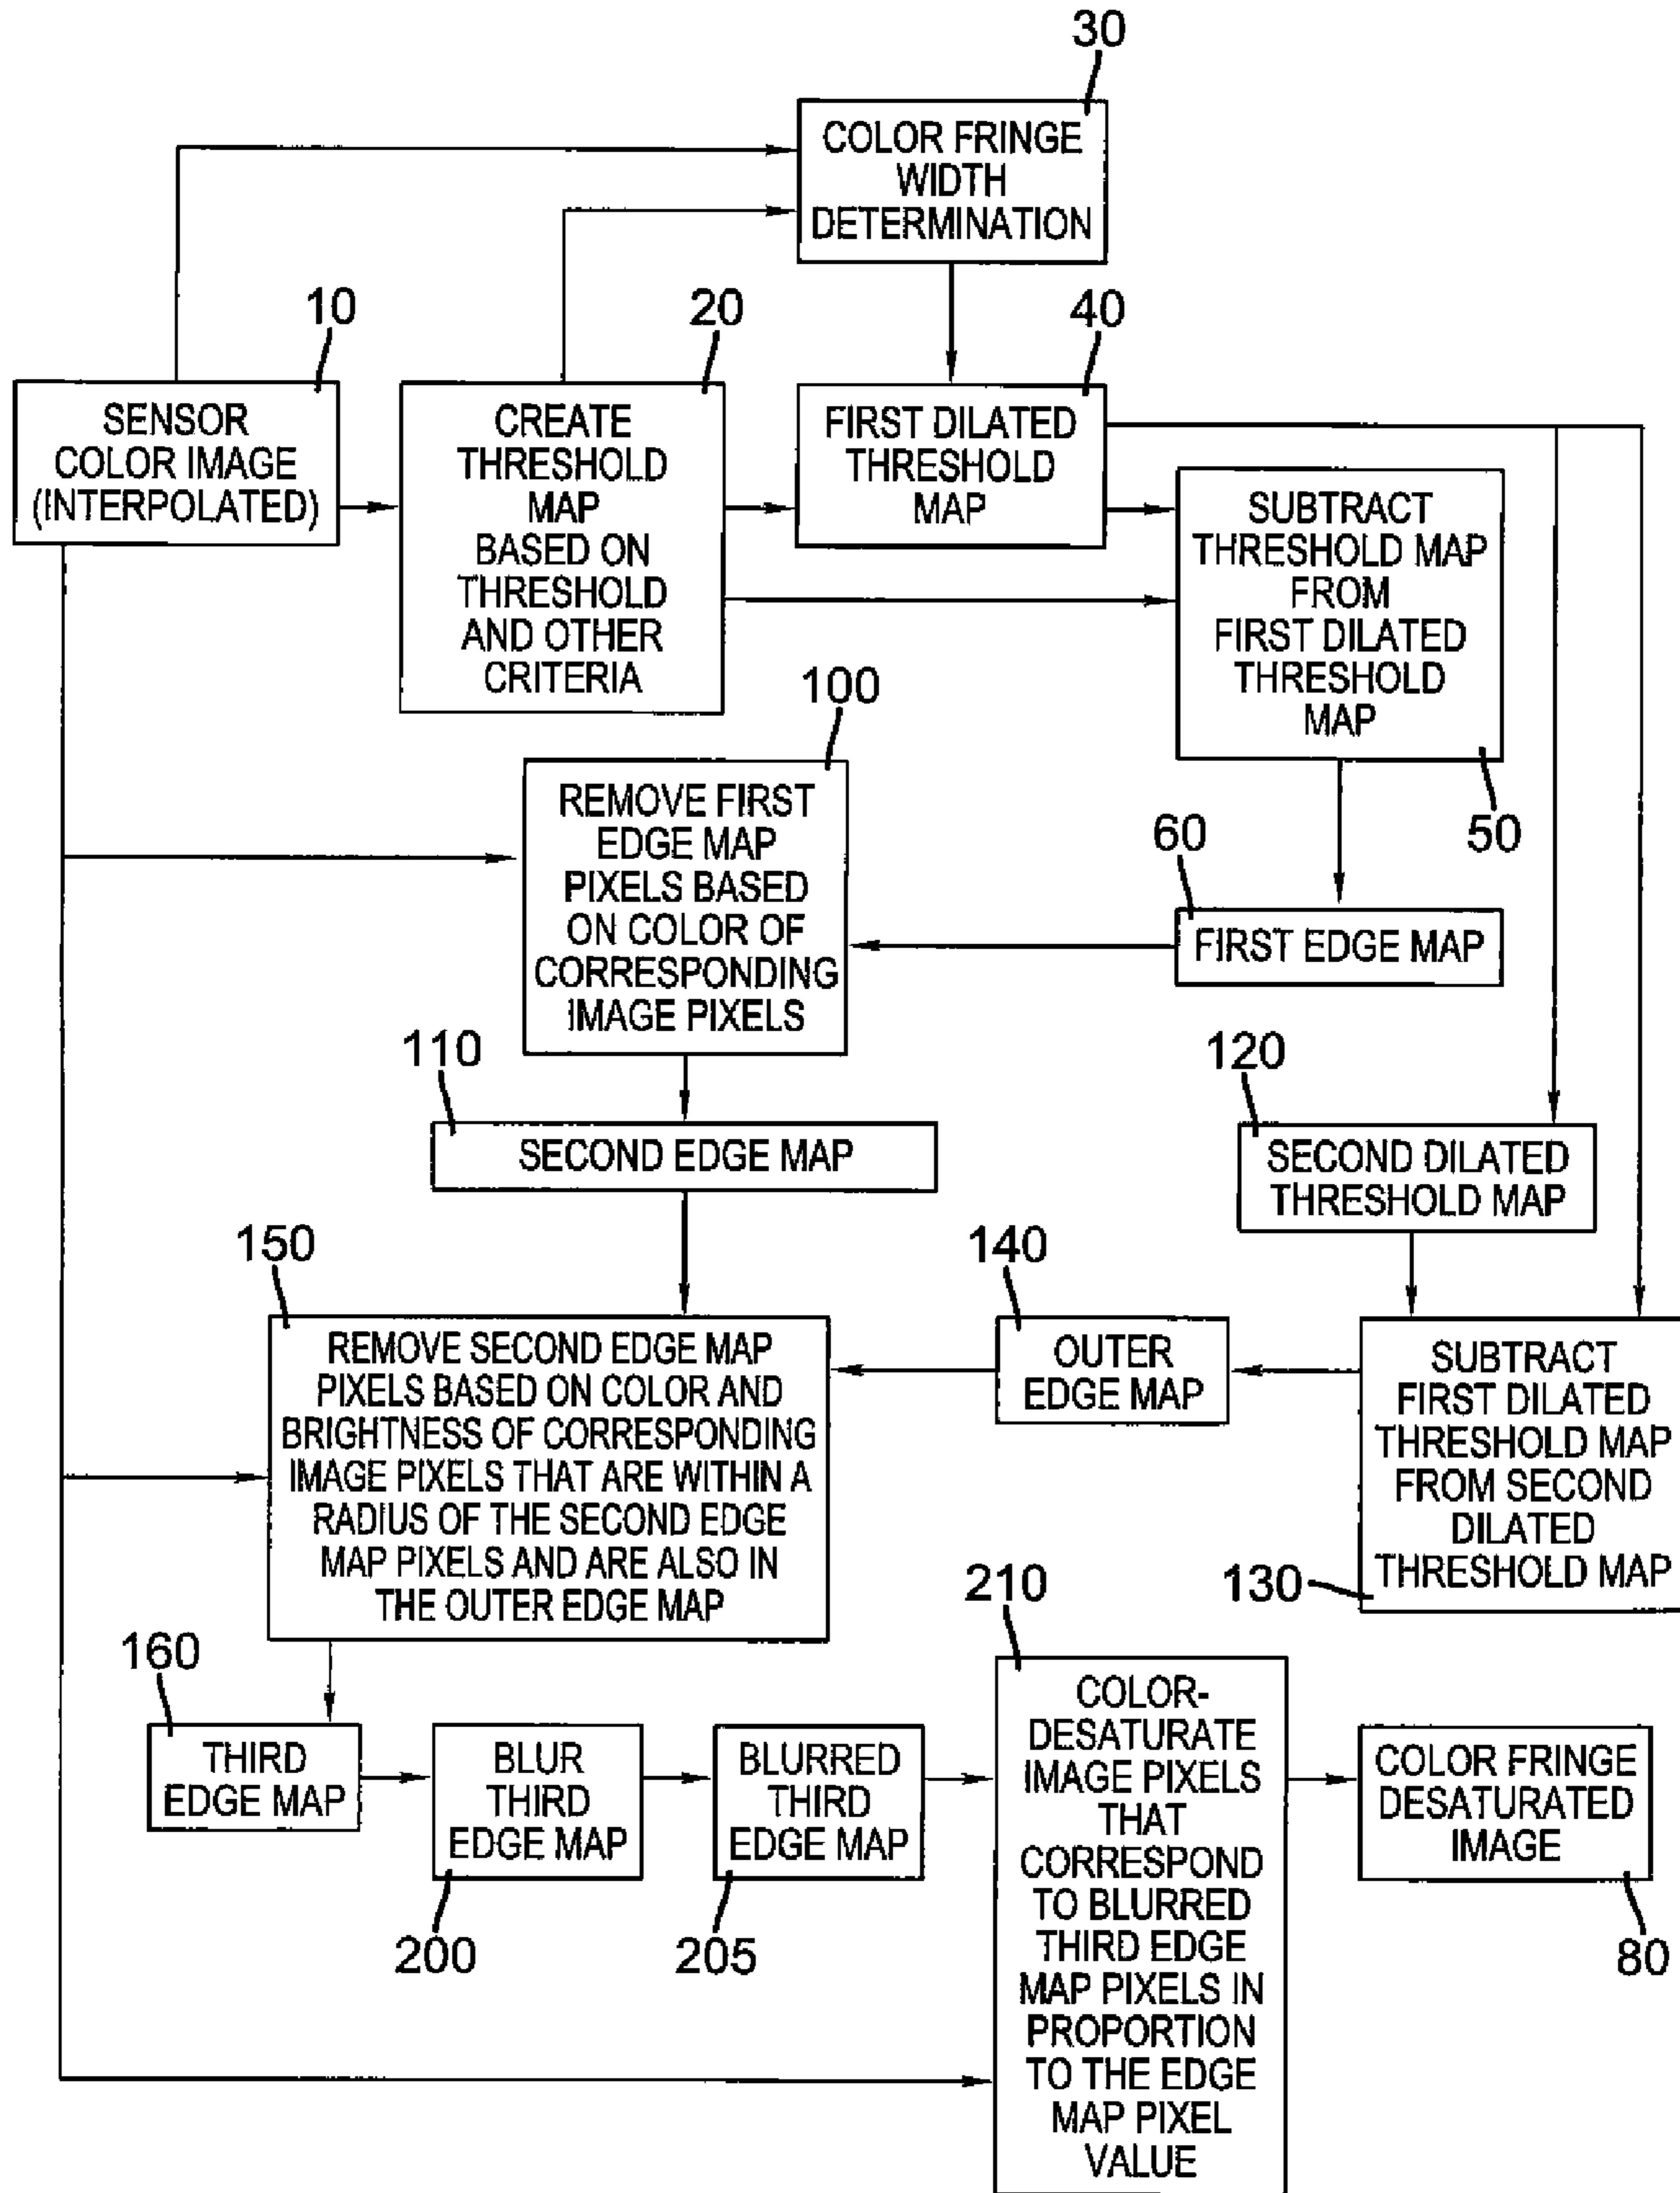 30
COLOR FRINGE
WIDTH
DETERMINATION
10
SENSOR
COLOR IMAGE
(INTERPOLATED)
20
CREATE
THRESHOLD
MAP
BASED ON
THRESHOLD
AND OTHER
CRITERIA
40
FIRST DILATED
THRESHOLD
MAP
SUBTRACT
THRESHOLD MAP
FROM
FIRST DILATED
THRESHOLD
MAP
50
100
REMOVE FIRST
EDGE MAP
PIXELS BASED
ON COLOR OF
CORRESPONDING
IMAGE PIXELS
60
FIRST EDGE MAP
110
SECOND EDGE MAP
120
SECOND DILATED
THRESHOLD MAP
150
REMOVE SECOND EDGE MAP
PIXELS BASED ON COLOR AND
BRIGHTNESS OF CORRESPONDING
IMAGE PIXELS THAT ARE WITHIN A
RADIUS OF THE SECOND EDGE
MAP PIXELS AND ARE ALSO IN
THE OUTER EDGE MAP
140
OUTER
EDGE MAP
SUBTRACT
FIRST DILATED
THRESHOLD MAP
FROM SECOND
DILATED
THRESHOLD MAP
130
160
THIRD
EDGE MAP
BLUR
THIRD
EDGE MAP
200
BLURRED
THIRD
EDGE MAP
205
210
COLOR-
DESATURATE
IMAGE PIXELS
THAT
CORRESPOND
TO BLURRED
THIRD EDGE
MAP PIXELS IN
PROPORTION
TO THE EDGE
MAP PIXEL
VALUE
COLOR FRINGE
DESATURATED
IMAGE
80